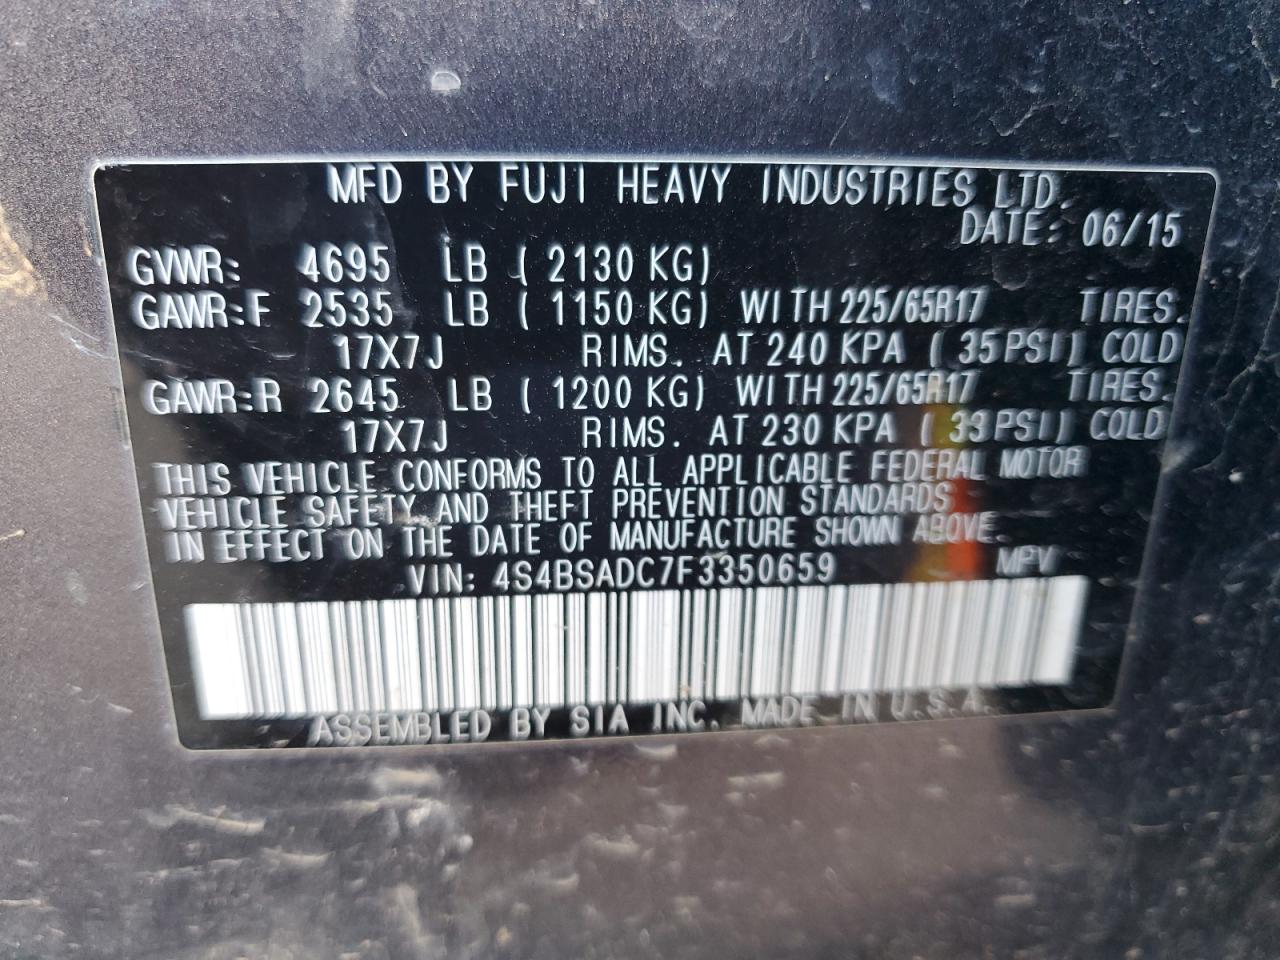 MFD BY FUJI HEAVY INDUSTRIES LTD.
DATE: 06/15
GVWR: 4695 LB ( 2130 KG)
GAWR:F 2535 LB ( 1150 KG) WITH 225/65R17 TIRES.
17X7J RIMS. AT 240 KPA ( 35PSI) COLD
GAWR:R 2645 LB ( 1200 KG) WITH 225/65R17 TIRES.
17X7J RIMS. AT 230 KPA ( 33PSI) COLD
THIS VEHICLE CONFORMS TO ALL APPLICABLE FEDERAL MOTOR
VEHICLE SAFETY AND THEFT PREVENTION STANDARDS
IN EFFECT ON THE DATE OF MANUFACTURE SHOWN ABOVE.
VIN: 4S4BSADC7F3350659 MPV
ASSEMBLED BY SIA INC. MADE IN U.S.A.